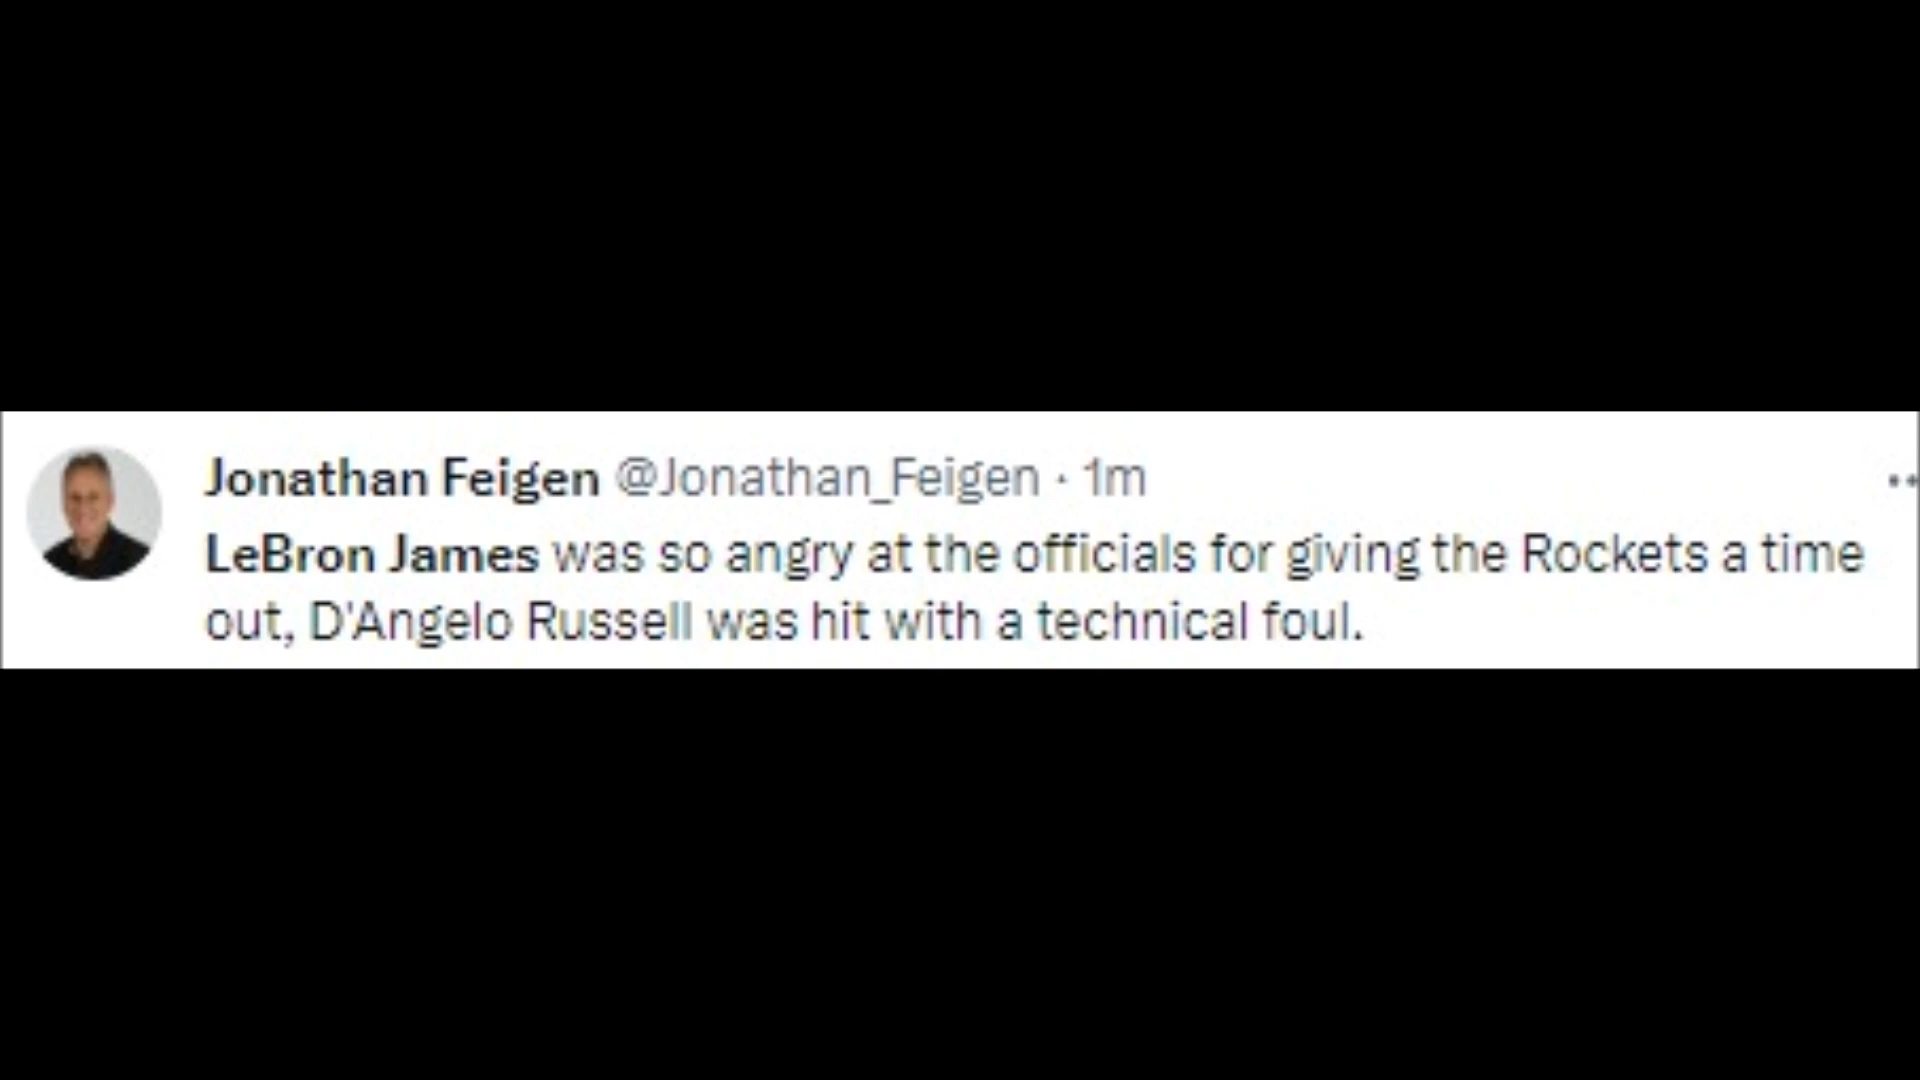 Jonathan Feigen @Jonathan_Feigen · 1m
LeBron James was so angry at the officials for giving the Rockets a time
out, D'Angelo Russell was hit with a technical foul.